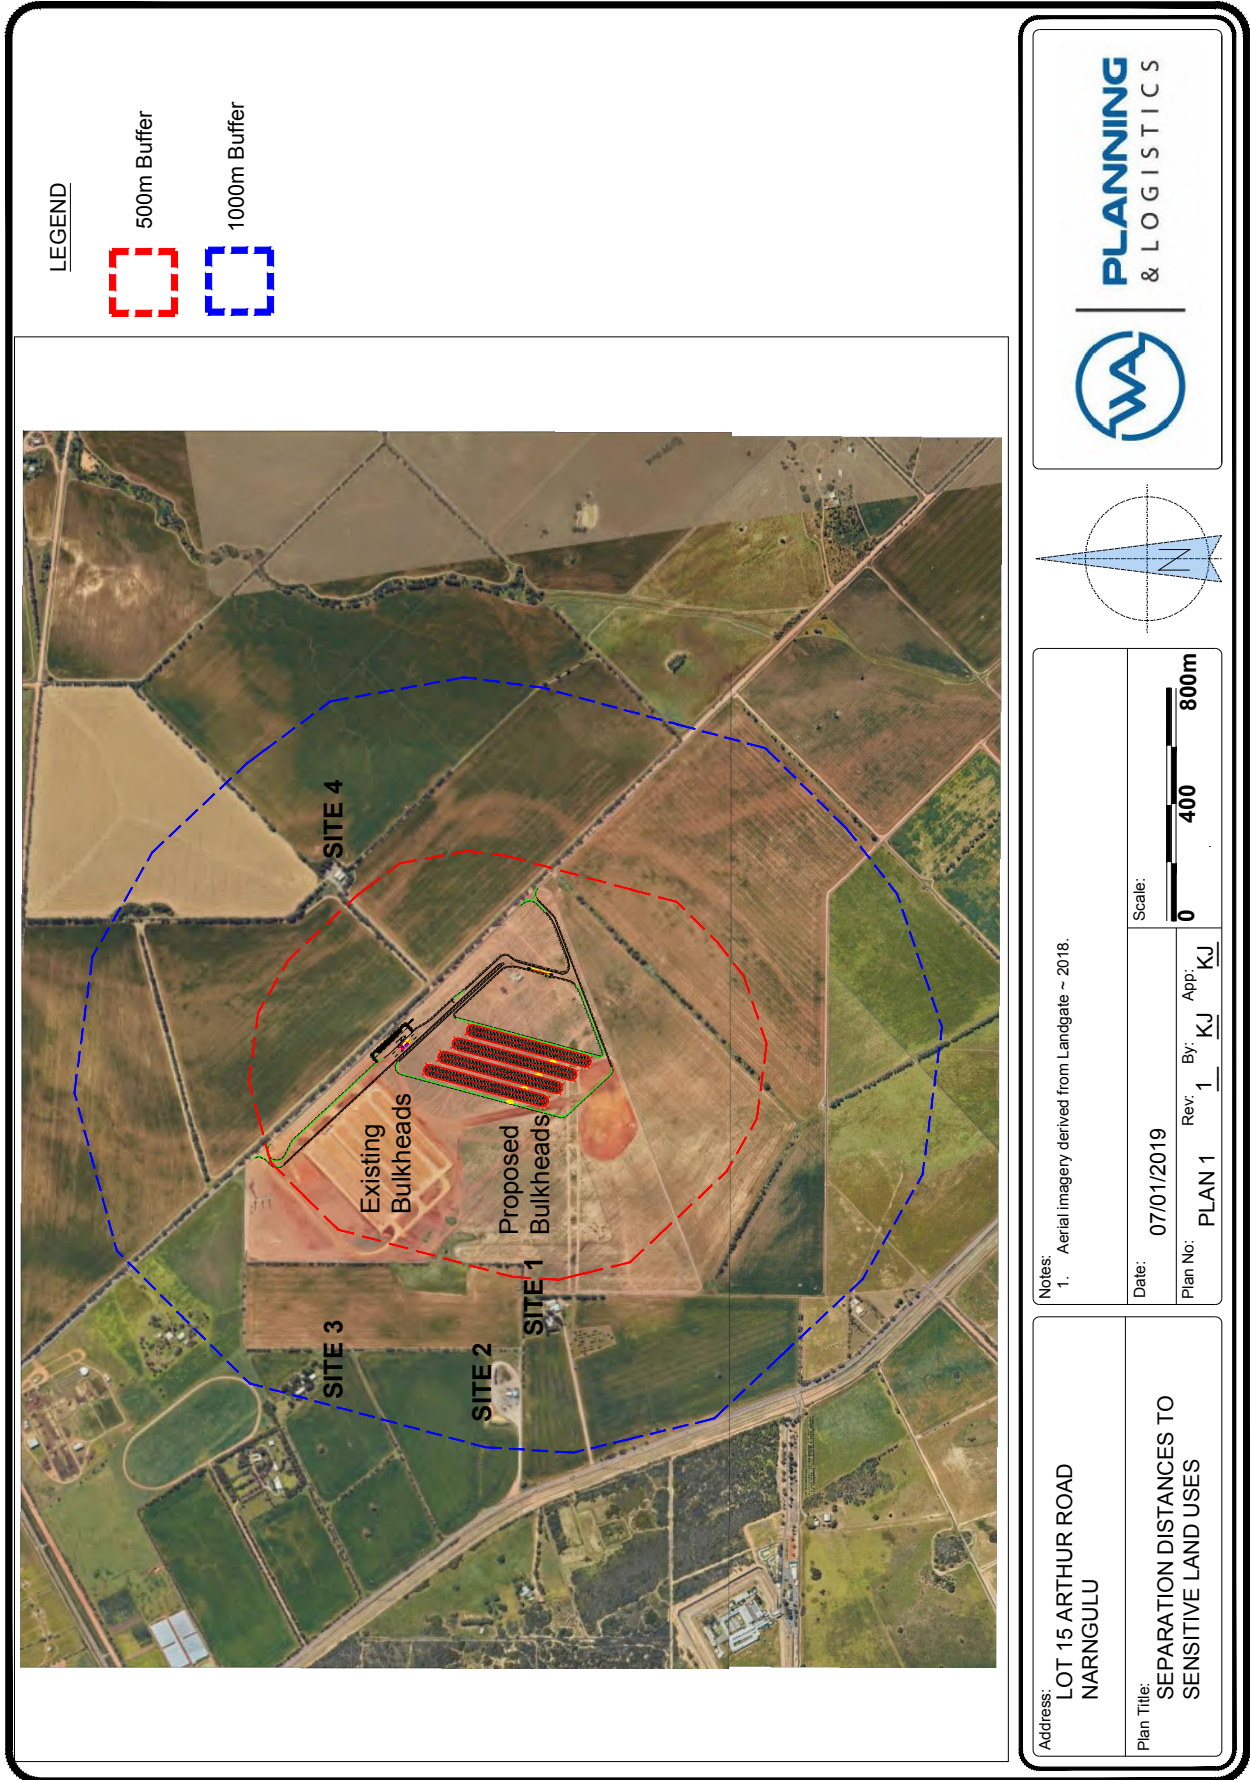 LEGEND
500m Buffer
1000m Buffer
SITE 4
SITE 3
SITE 2
SITE 1
Existing
Bulkheads
Proposed
Bulkheads
Address:
LOT 15 ARTHUR ROAD
NARNGULU
Plan Title:
SEPARATION DISTANCES TO
SENSITIVE LAND USES
Notes:
1. Aerial imagery derived from Landgate ~ 2018.
Date:
07/01/2019
Plan No:
PLAN 1
Rev: 1
By: KJ
App: KJ
Scale:
0 400 800m
N
WA
PLANNING
& LOGISTICS